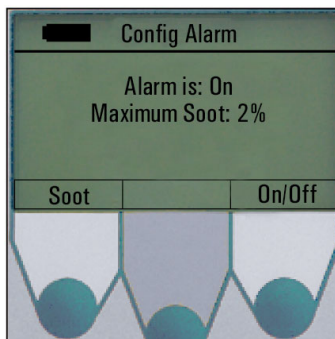 Config Alarm
Alarm is: On
Maximum Soot: 2%
Soot On/Off